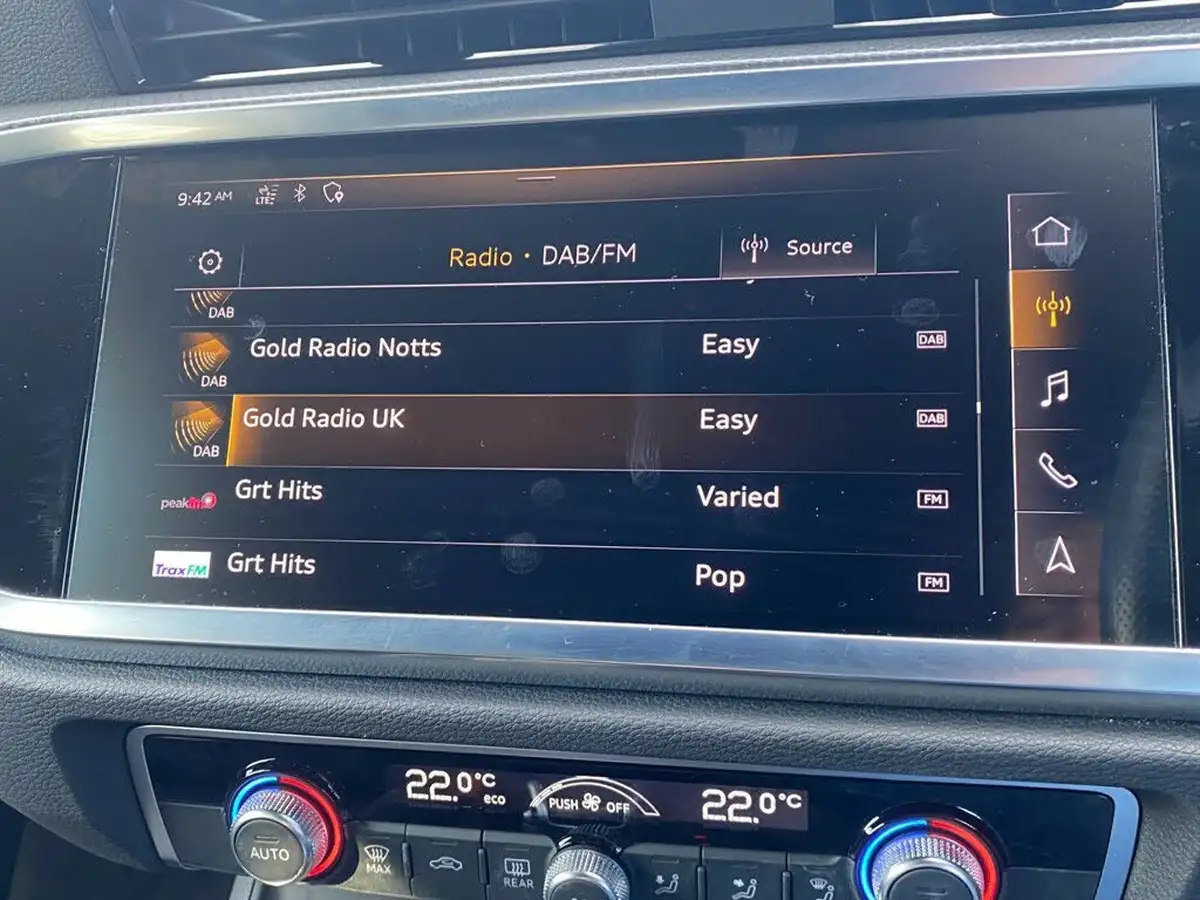 9:42 AM LTE
Radio · DAB/FM Source
DAB
DAB Gold Radio Notts Easy DAB
DAB Gold Radio UK Easy DAB
peakfm Grt Hits Varied FM
TraxFM Grt Hits Pop FM
22.0°C eco PUSH OFF 22.0°C
AUTO MAX REAR